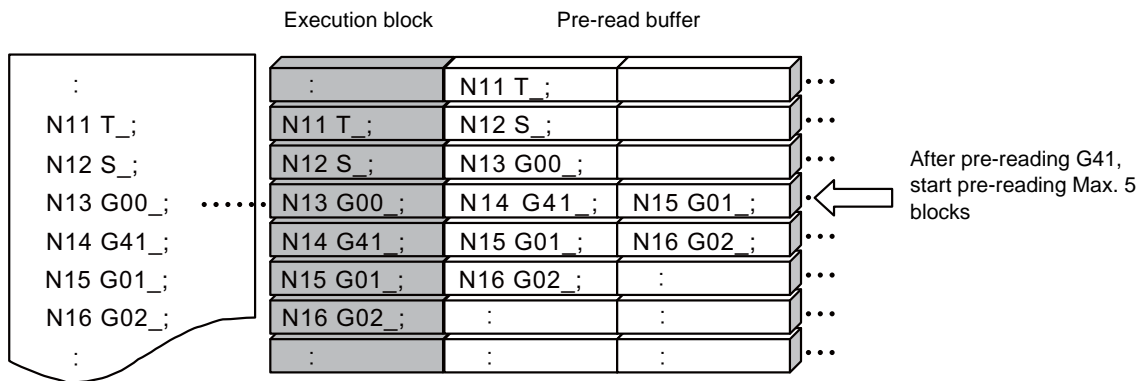 Execution block Pre-read buffer
: : N11 T_;
N11 T_; N11 T_; N12 S_;
N12 S_; N12 S_; N13 G00_;
N13 G00_; ...... N13 G00_; N14 G41_; N15 G01_; ...
N14 G41_; N14 G41_; N15 G01_; N16 G02_; ...
N15 G01_; N15 G01_; N16 G02_; : ...
N16 G02_; N16 G02_; : : ...
: : : : ...
After pre-reading G41,
start pre-reading Max. 5
blocks